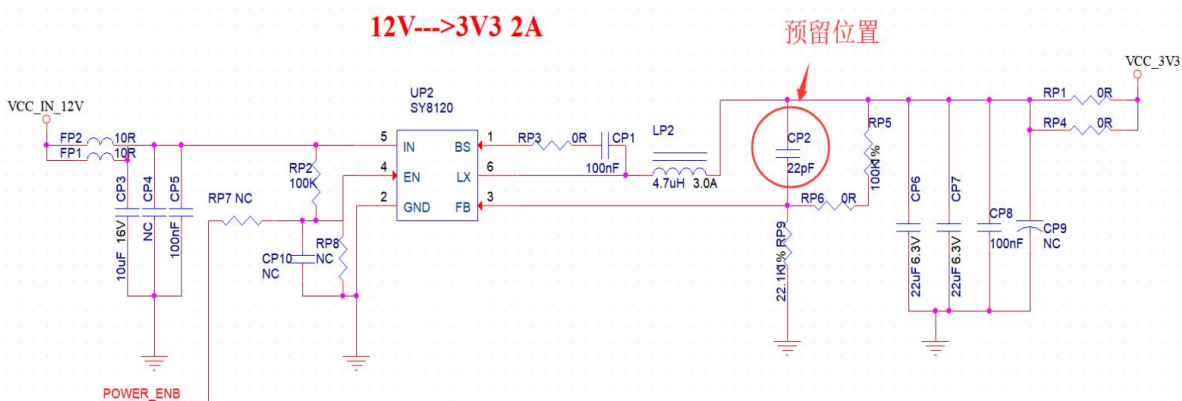 12V--->3V3 2A
预留位置
VCC_3V3
VCC_IN_12V
UP2
SY8120
RP1 0R
RP4 0R
FP2 10R
FP1 10R
5 IN BS 1
4 EN LX 6
2 GND FB 3
RP3 0R
CP1
100nF
LP2
4.7uH 3.0A
CP2
22pF
RP5
100K1%
RP6 0R
RP2
100K
RP7 NC
CP3
10uF 16V
CP4
NC
CP5
100nF
CP10
NC
RP8
NC
RP9
22.1K1%
CP6
22uF 6.3V
CP7
22uF 6.3V
CP8
100nF
CP9
NC
POWER_ENB